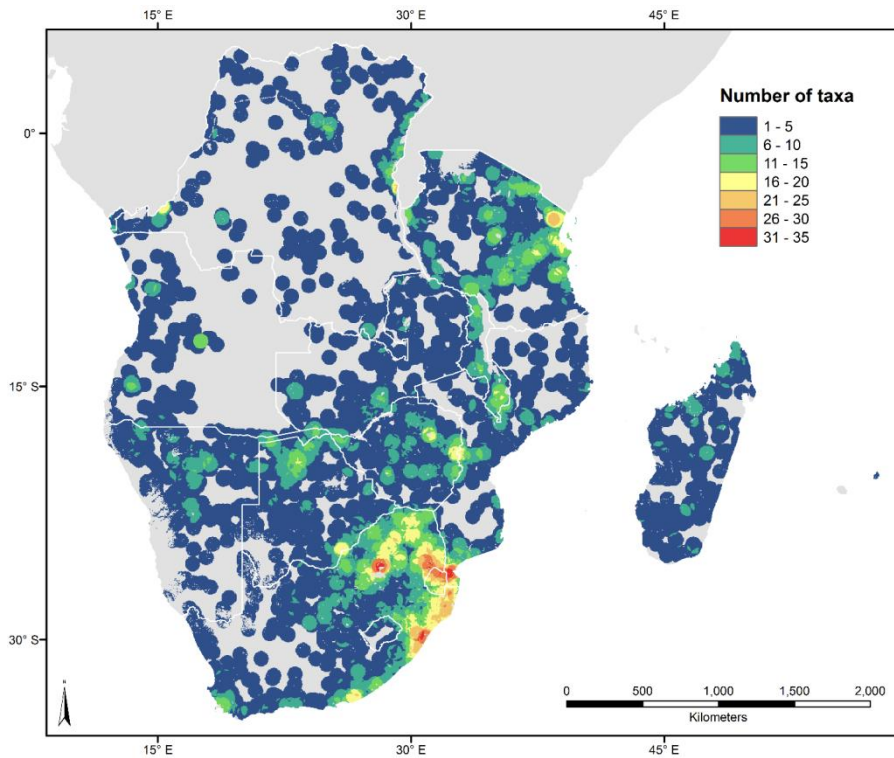 15° E 30° E 45° E
Number of taxa
1 - 5
0°
6 - 10
11 - 15
16 - 20
21 - 25
26 - 30
31 - 35
15° S
30° S
N
0 500 1,000 1,500 2,000
Kilometers
15° E 30° E 45° E